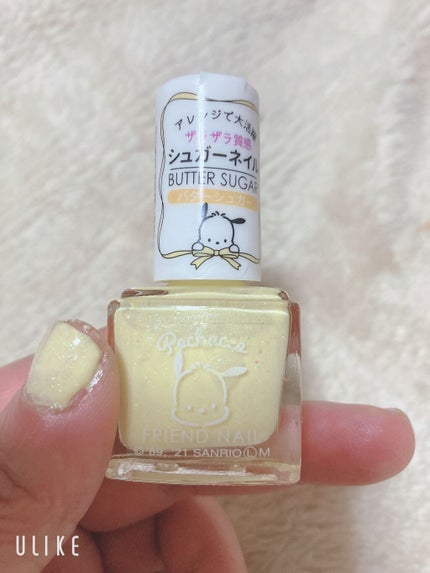 アレンジで大活躍
ザラザラ質感
シュガーネイル
BUTTER SUGAR
バターシュガー
Pochacco
FRIEND NAIL
© '89, '21 SANRIO Ⓛ M
ULIKE